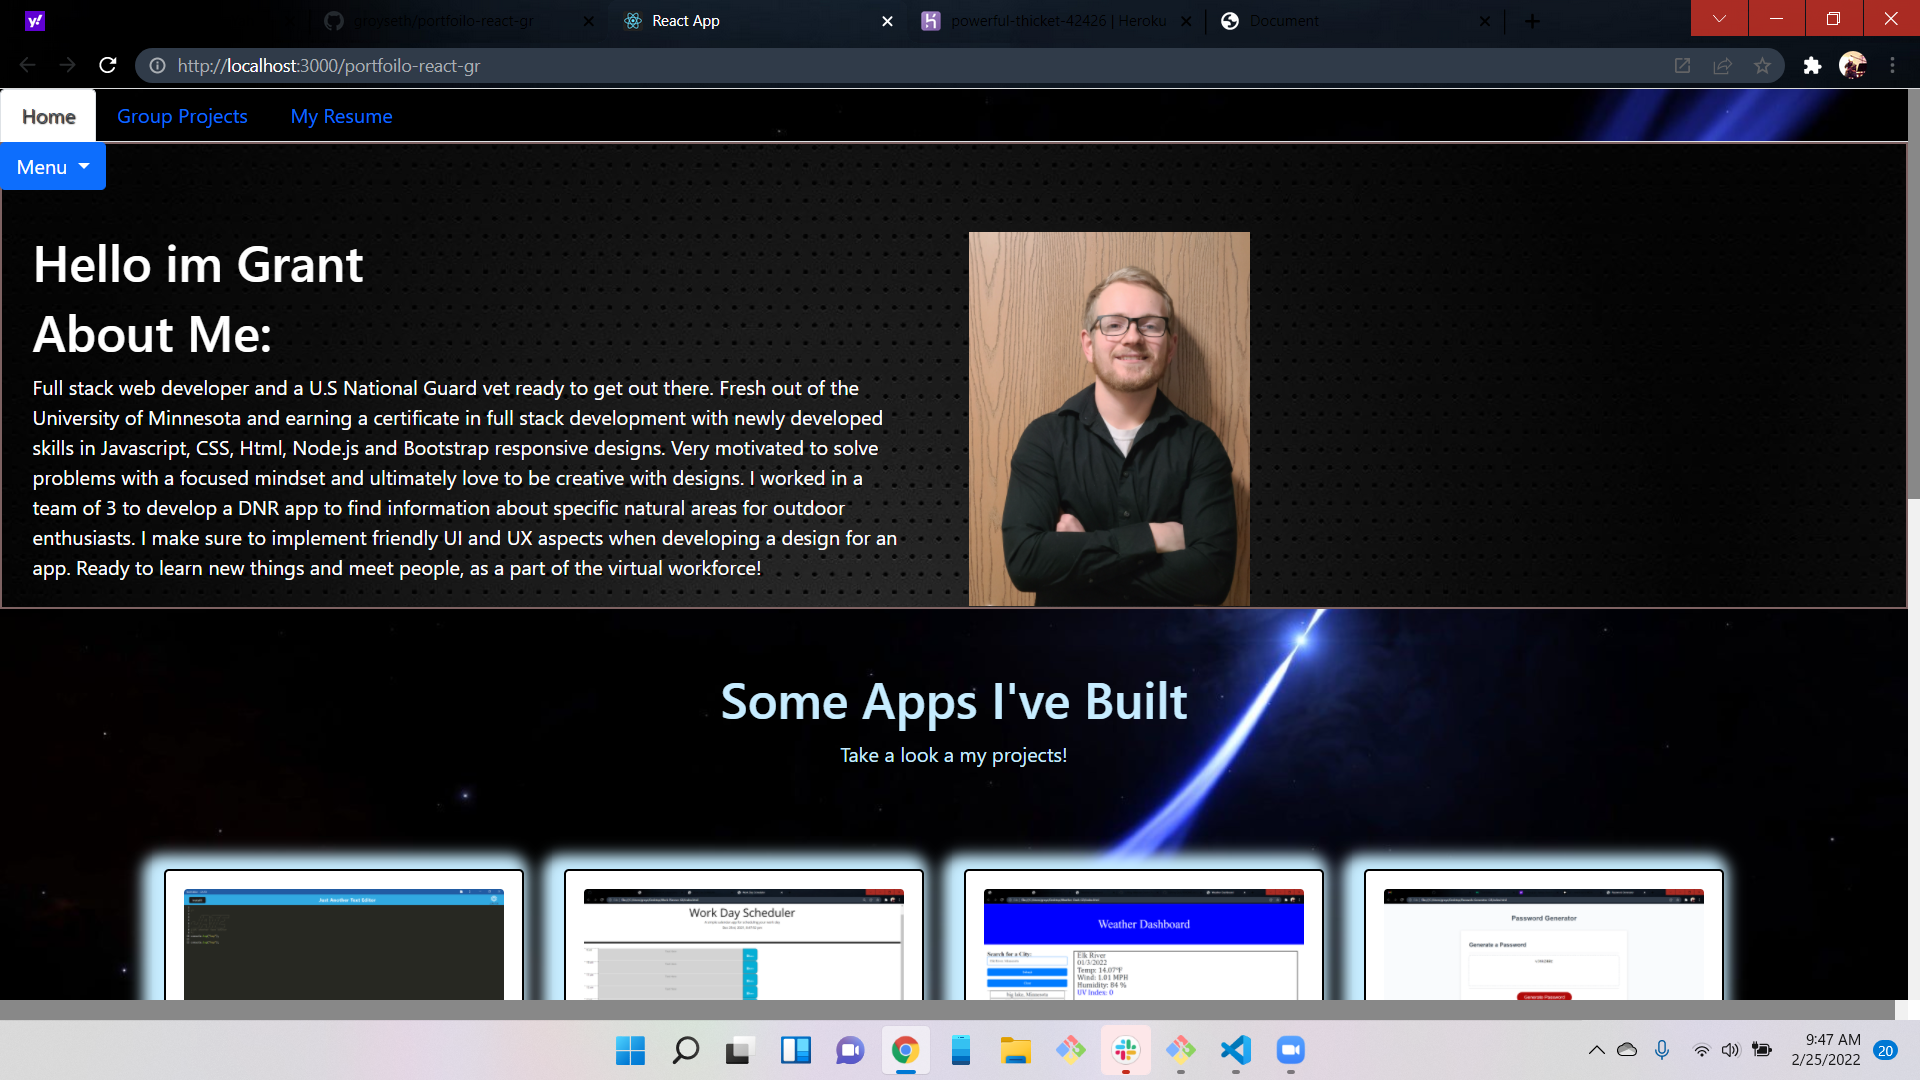 y!
groyseth/portfoilo-react-gr
React App
powerful-thicket-42426 | Heroku
Document
http://localhost:3000/portfoilo-react-gr
Home
Group Projects
My Resume
Menu
Hello im Grant
About Me:
Full stack web developer and a U.S National Guard vet ready to get out there. Fresh out of the
University of Minnesota and earning a certificate in full stack development with newly developed
skills in Javascript, CSS, Html, Node.js and Bootstrap responsive designs. Very motivated to solve
problems with a focused mindset and ultimately love to be creative with designs. I worked in a
team of 3 to develop a DNR app to find information about specific natural areas for outdoor
enthusiasts. I make sure to implement friendly UI and UX aspects when developing a design for an
app. Ready to learn new things and meet people, as a part of the virtual workforce!
Some Apps I've Built
Take a look a my projects!
Just Another Text Editor
Work Day Scheduler
Weather Dashboard
Search for a City:
Elk River
01/3/2022
Temp: 14.07°F
Wind: 1.01 MPH
Humidity: 84 %
UV Index: 0
big lake, Minnesota
Password Generator
Generate a Password
Generate Password
9:47 AM
2/25/2022
20